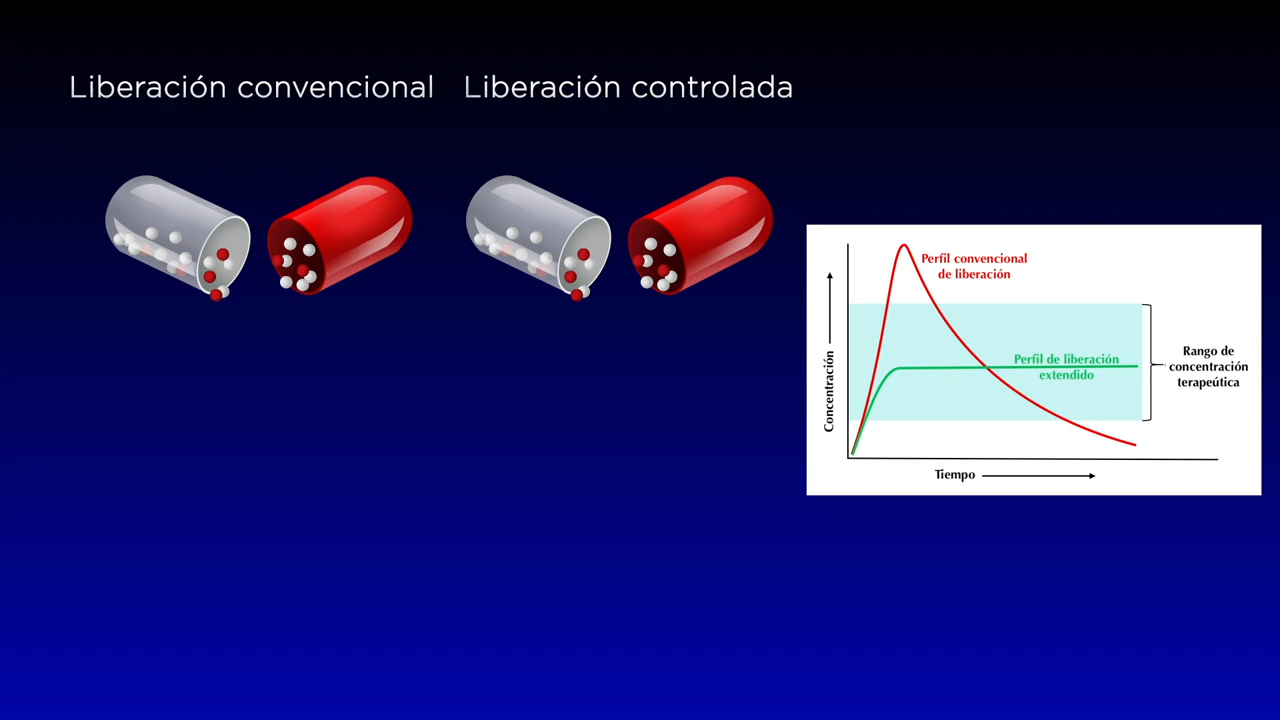 Liberación convencional
Liberación controlada
Perfil convencional
de liberación
Perfil de liberación
extendido
Rango de
concentración
terapeútica
Concentración
Tiempo